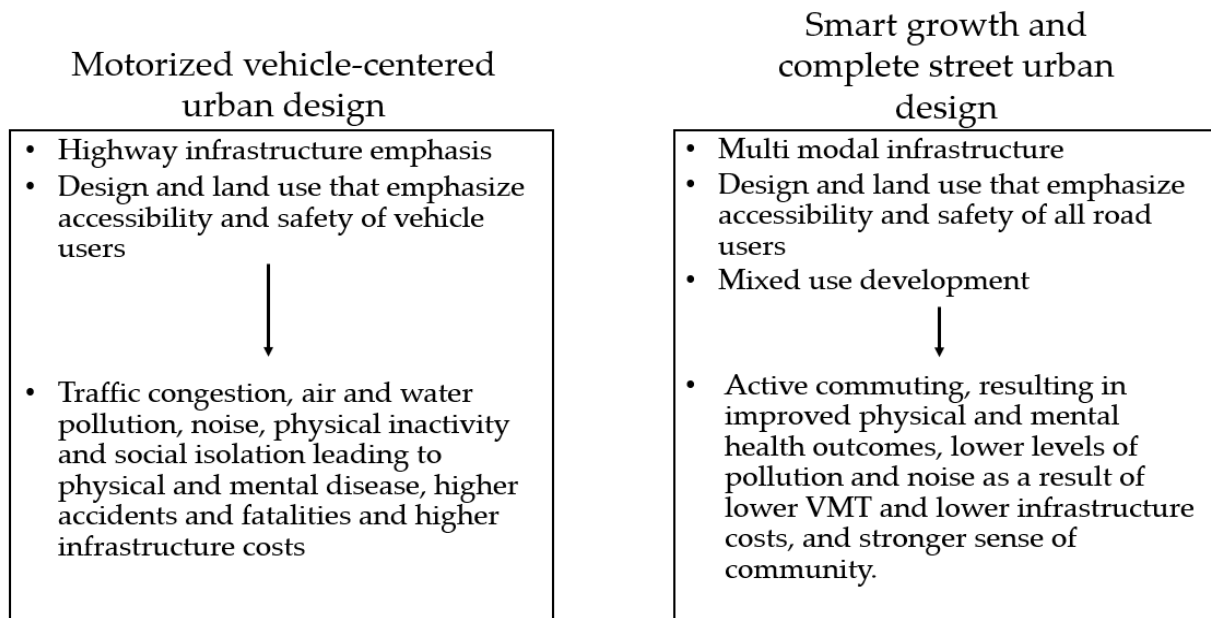 Motorized vehicle-centered
urban design
• Highway infrastructure emphasis
• Design and land use that emphasize
accessibility and safety of vehicle
users
• Traffic congestion, air and water
pollution, noise, physical inactivity
and social isolation leading to
physical and mental disease, higher
accidents and fatalities and higher
infrastructure costs
Smart growth and
complete street urban
design
• Multi modal infrastructure
• Design and land use that emphasize
accessibility and safety of all road
users
• Mixed use development
• Active commuting, resulting in
improved physical and mental
health outcomes, lower levels of
pollution and noise as a result of
lower VMT and lower infrastructure
costs, and stronger sense of
community.